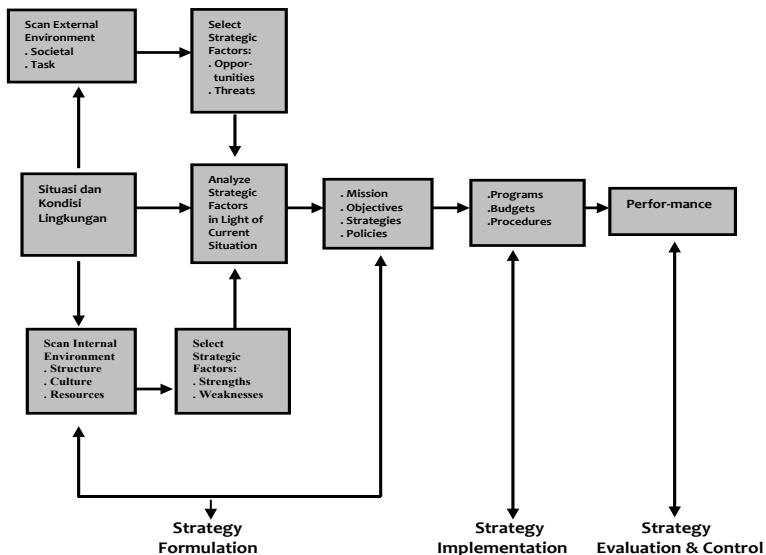 Scan External
Environment
. Societal
. Task
Select
Strategic
Factors:
. Oppor-
tunities
. Threats
Situasi dan
Kondisi
Lingkungan
Analyze
Strategic
Factors
in Light of
Current
Situation
. Mission
. Objectives
. Strategies
. Policies
.Programs
.Budgets
.Procedures
Perfor-mance
Scan Internal
Environment
. Structure
. Culture
. Resources
Select
Strategic
Factors:
. Strengths
. Weaknesses
Strategy
Formulation
Strategy
Implementation
Strategy
Evaluation & Control